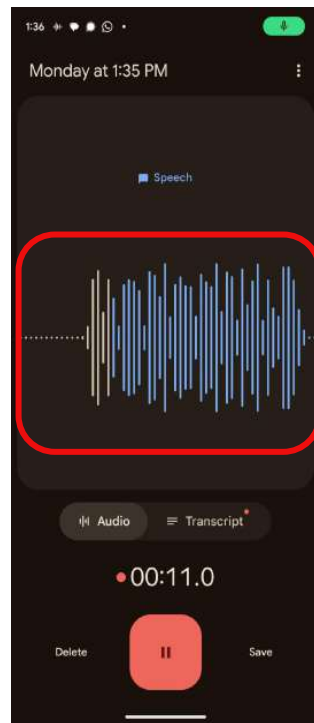 1:36
Monday at 1:35 PM
Speech
Audio
Transcript
00:11.0
Delete
Save